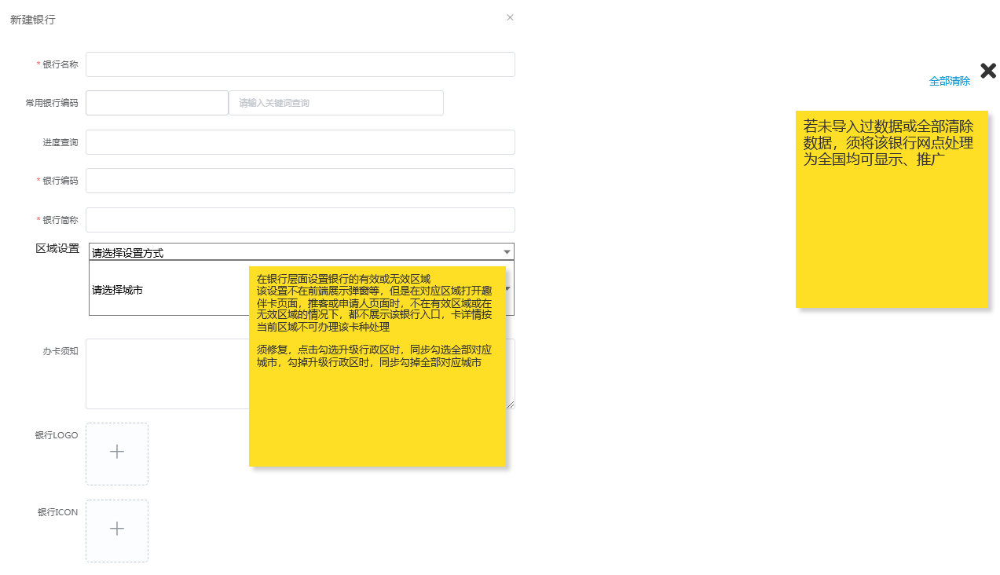 新建银行
* 银行名称
常用银行编码
请输入关键词查询
进度查询
* 银行编码
* 银行简称
区域设置
请选择设置方式
请选择城市
在银行层面设置银行的有效或无效区域
该设置不在前端展示弹窗等，但是在对应区域打开趣
伴卡页面，推客或申请人页面时，不在有效区域或在
无效区域的情况下，都不展示该银行入口，卡详情按
当前区域不可办理该卡种处理
须修复，点击勾选升级行政区时，同步勾选全部对应
城市，勾掉升级行政区时，同步勾掉全部对应城市
办卡须知
银行LOGO
银行ICON
全部清除
若未导入过数据或全部清除
数据，须将该银行网点处理
为全国均可显示、推广